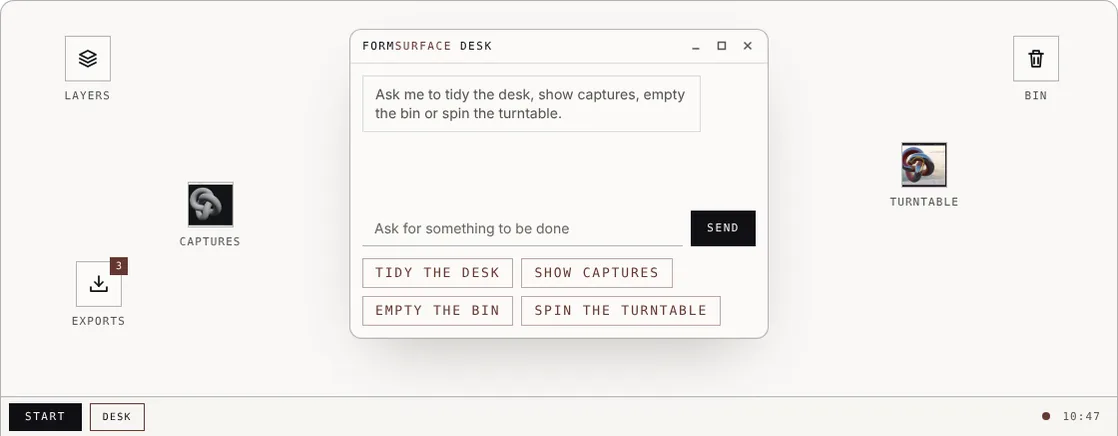 FORMSURFACE DESK
LAYERS
BIN
Ask me to tidy the desk, show captures, empty
the bin or spin the turntable.
TURNTABLE
CAPTURES
Ask for something to be done
SEND
3
EXPORTS
TIDY THE DESK
SHOW CAPTURES
EMPTY THE BIN
SPIN THE TURNTABLE
START
DESK
10:47